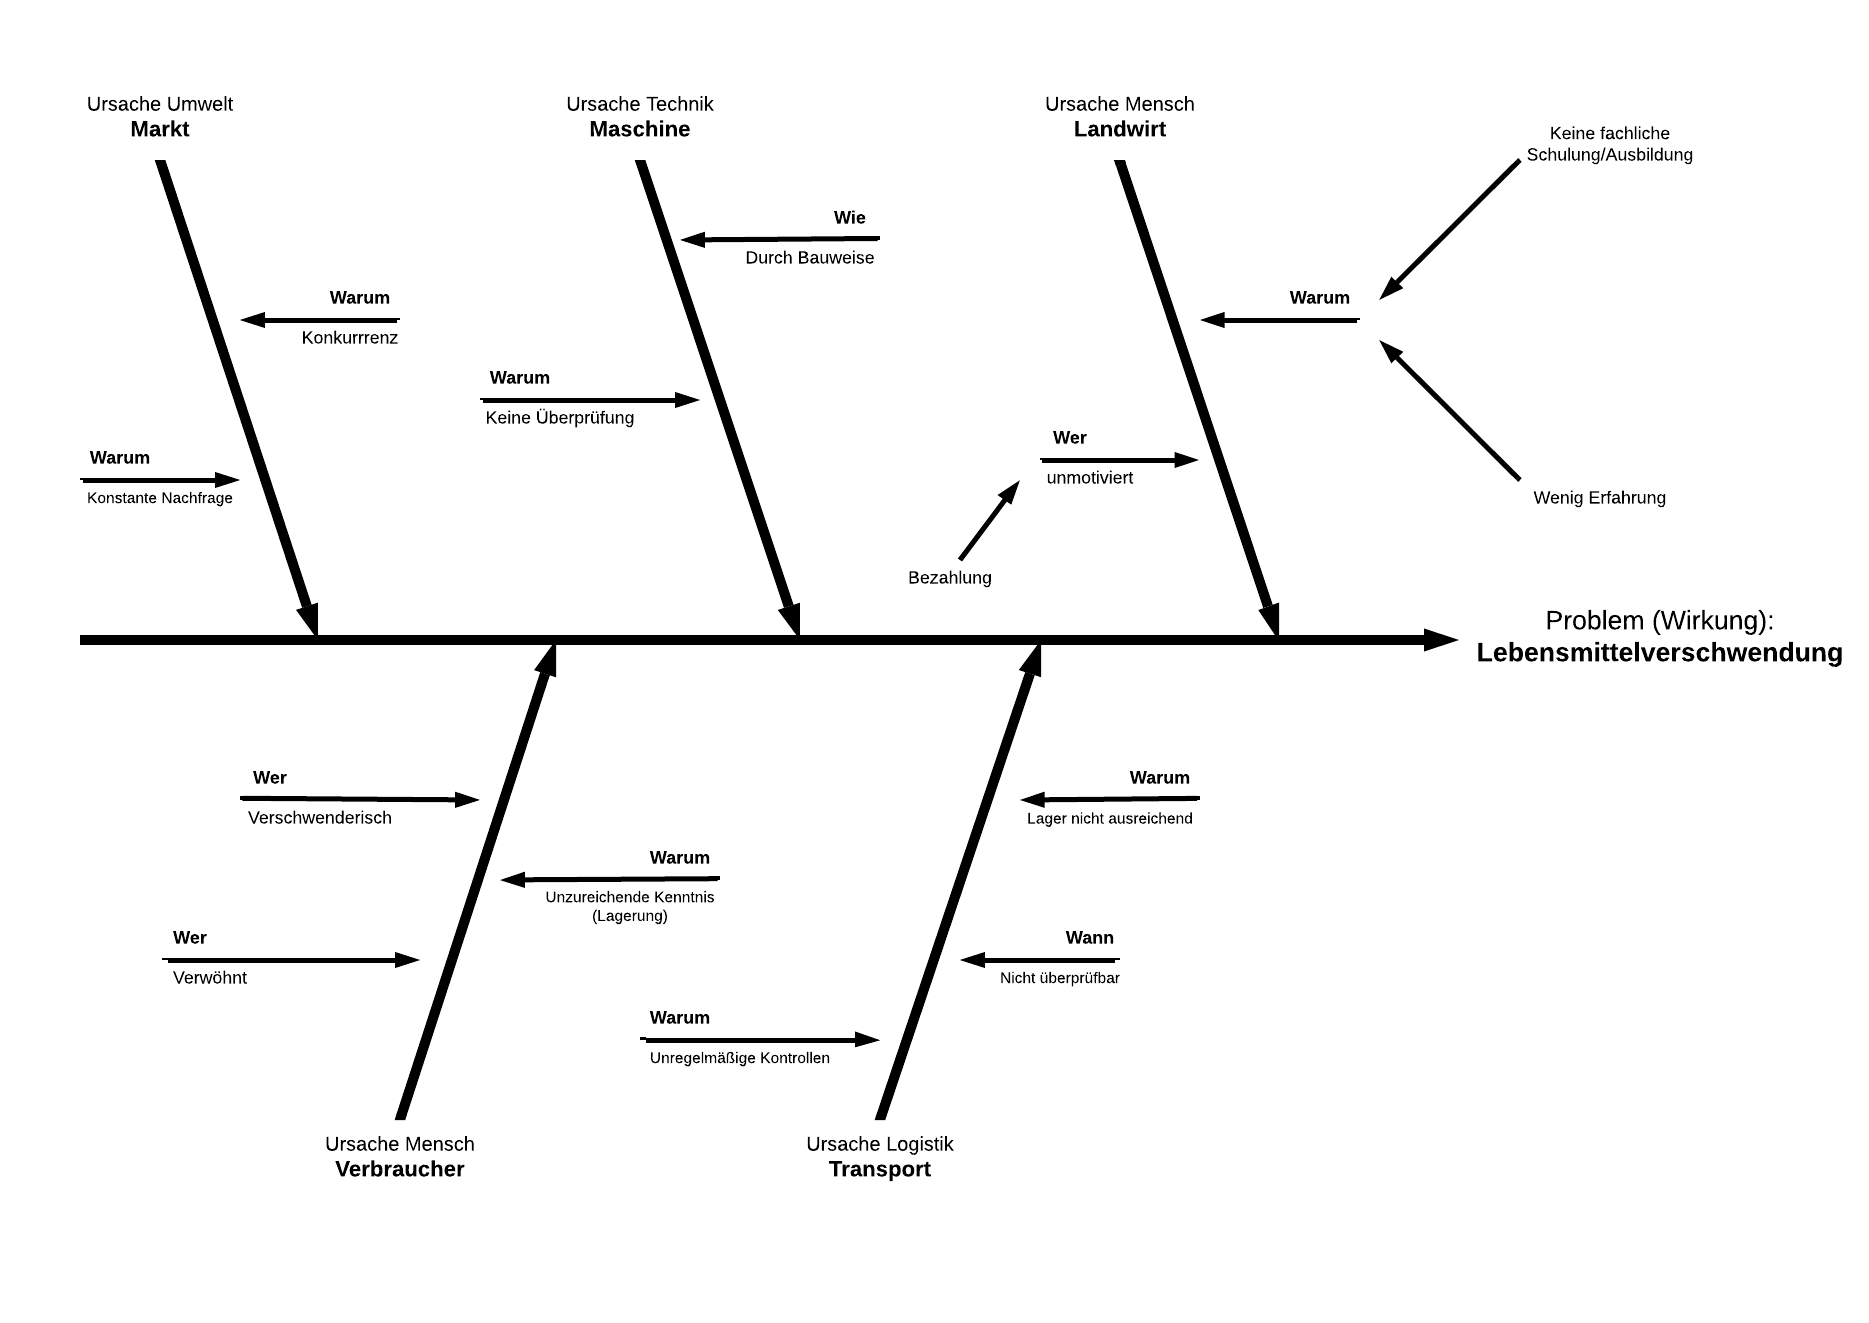 Ursache Umwelt
Markt
Ursache Technik
Maschine
Ursache Mensch
Landwirt
Keine fachliche
Schulung/Ausbildung
Wie
Durch Bauweise
Warum
Konkurrrenz
Warum
Warum
Keine Überprüfung
Wer
unmotiviert
Warum
Konstante Nachfrage
Wenig Erfahrung
Bezahlung
Problem (Wirkung):
Lebensmittelverschwendung
Wer
Verschwenderisch
Warum
Lager nicht ausreichend
Warum
Unzureichende Kenntnis
(Lagerung)
Wer
Verwöhnt
Wann
Nicht überprüfbar
Warum
Unregelmäßige Kontrollen
Ursache Mensch
Verbraucher
Ursache Logistik
Transport